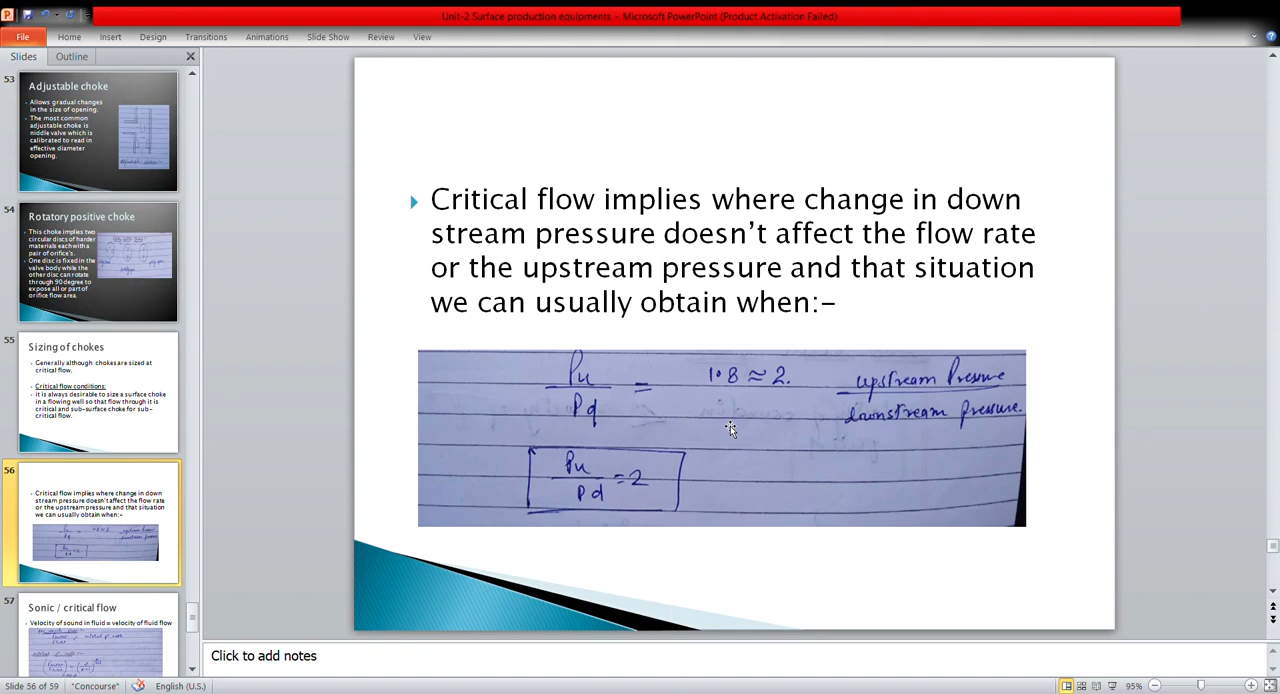 Unit-2 Surface production equipments - Microsoft PowerPoint (Product Activation Failed)
File Home Insert Design Transitions Animations Slide Show Review View
Slides Outline
53
Adjustable choke
Allows gradual changes
in the size of opening.
The most common
adjustable choke is
niddle valve which is
calibrated to read in
effective diameter
opening.
54
Rotatory positive choke
This choke implies two
circular discs of harder
materials each with a
pair of orifice's.
One disc is fixed in the
valve body while the
other disc can rotate
through 90 degree to
expose all or part of
orifice flow area.
55
Sizing of chokes
Generally although chokes are sized at
critical flow.
Critical flow conditions:
it is always desirable to size a surface choke
in a flowing well so that flow through it is
critical and sub-surface choke for sub-
critical flow.
56
Critical flow implies where change in down
stream pressure doesn't affect the flow rate
or the upstream pressure and that situation
we can usually obtain when:-
57
Sonic / critical flow
Velocity of sound in fluid = velocity of fluid flow
Critical flow implies where change in down
stream pressure doesn't affect the flow rate
or the upstream pressure and that situation
we can usually obtain when:-
Pu / Pd = 1.8 ≈ 2. upstream Pressure / downstream pressure.
Pu / Pd = 2
Click to add notes
Slide 56 of 59 "Concourse" English (U.S.) 95%